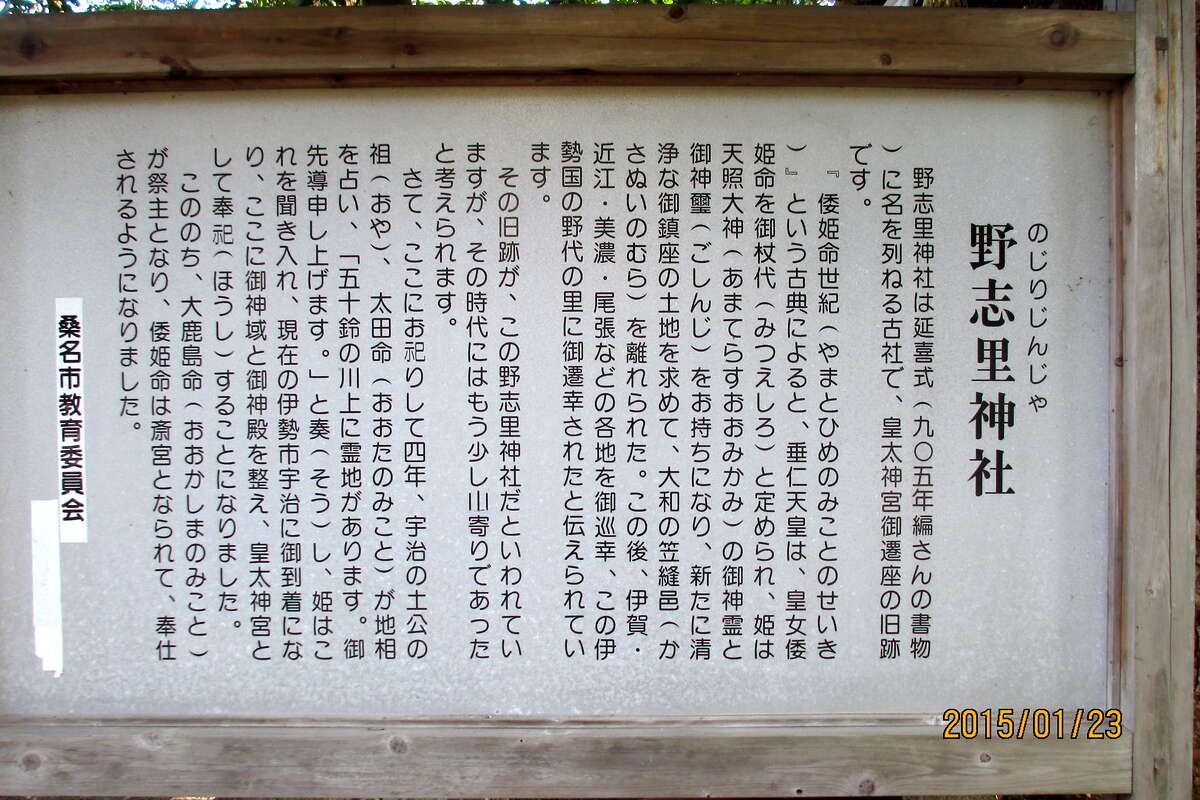 のじりじんじゃ
野志里神社
野志里神社は延喜式(九〇五年編さんの書物
)に名を列ねる古社で、皇太神宮御遷座の旧跡
です。
『倭姫命世紀(やまとひめのみことのせいき
)』という古典によると、垂仁天皇は、皇女倭
姫命を御杖代(みつえしろ)と定められ、姫は
天照大神(あまてらすおおみかみ)の御神霊と
御神璽(ごしんじ)をお持ちになり、新たに清
浄な御鎮座の土地を求めて、大和の笠縫邑(か
さぬいのむら)を離れられた。この後、伊賀・
近江・美濃・尾張などの各地を御巡幸、この伊
勢国の野代の里に御遷幸されたと伝えられてい
ます。
その旧跡が、この野志里神社だといわれてい
ますが、その時代にはもう少し山寄りであった
と考えられます。
さて、ここにお祀りして四年、宇治の土公の
祖(おや)、太田命(おおたのみこと)が地相
を占い、「五十鈴の川上に霊地があります。御
先導申し上げます。」と奏(そう)し、姫はこ
れを聞き入れ、現在の伊勢市宇治に御到着にな
り、ここに御神域と御神殿を整え、皇太神宮と
して奉祀(ほうし)することになりました。
こののち、大鹿島命(おおかしまのみこと)
が祭主となり、倭姫命は斎宮となられて、奉仕
されるようになりました。
桑名市教育委員会
2015/01/23